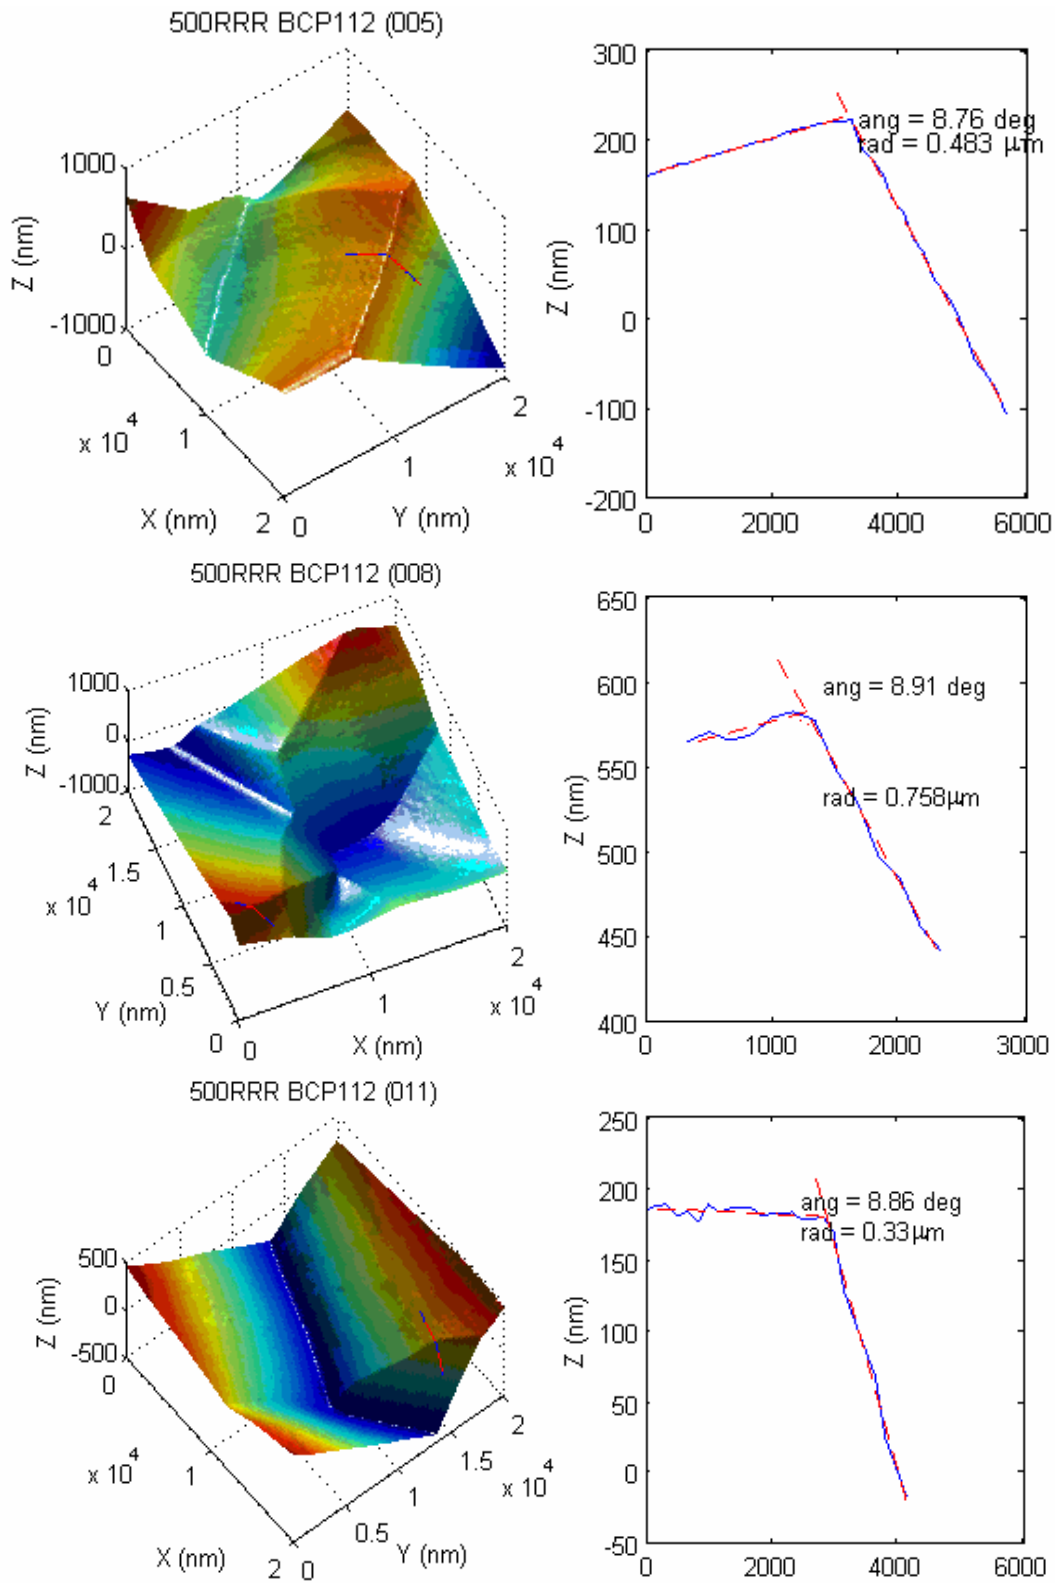 500RRR BCP112 (005)
1000
0
-1000
Z (nm)
0
1
2
x 10 4
X (nm)
0
1
2
x 10 4
Y (nm)
300
200
100
0
-100
-200
Z (nm)
ang = 8.76 deg
rad = 0.483 µm
0 2000 4000 6000
500RRR BCP112 (008)
1000
0
-1000
Z (nm)
2
1.5
1
0.5
0
x 10 4
Y (nm)
0
1
2
x 10 4
X (nm)
650
600
550
500
450
400
Z (nm)
ang = 8.91 deg
rad = 0.758µm
0 1000 2000 3000
500RRR BCP112 (011)
500
0
-500
Z (nm)
0
1
2
x 10 4
X (nm)
0
0.5
1
1.5
2
x 10 4
Y (nm)
250
200
150
100
50
0
-50
Z (nm)
ang = 8.86 deg
rad = 0.33µm
0 2000 4000 6000